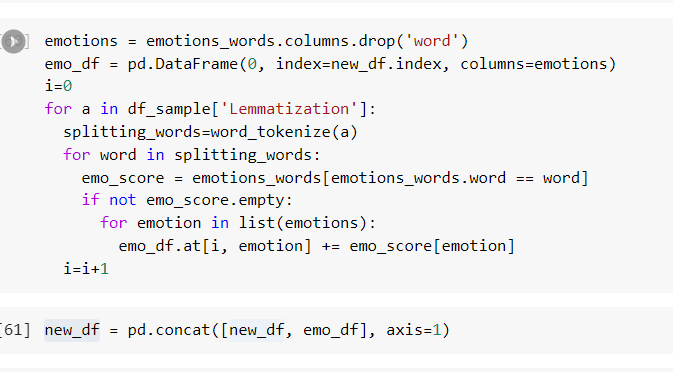 emotions = emotions_words.columns.drop('word')
emo_df = pd.DataFrame(0, index=new_df.index, columns=emotions)
i=0
for a in df_sample['Lemmatization']:
  splitting_words=word_tokenize(a)
  for word in splitting_words:
    emo_score = emotions_words[emotions_words.word == word]
    if not emo_score.empty:
      for emotion in list(emotions):
        emo_df.at[i, emotion] += emo_score[emotion]
  i=i+1
[61] new_df = pd.concat([new_df, emo_df], axis=1)